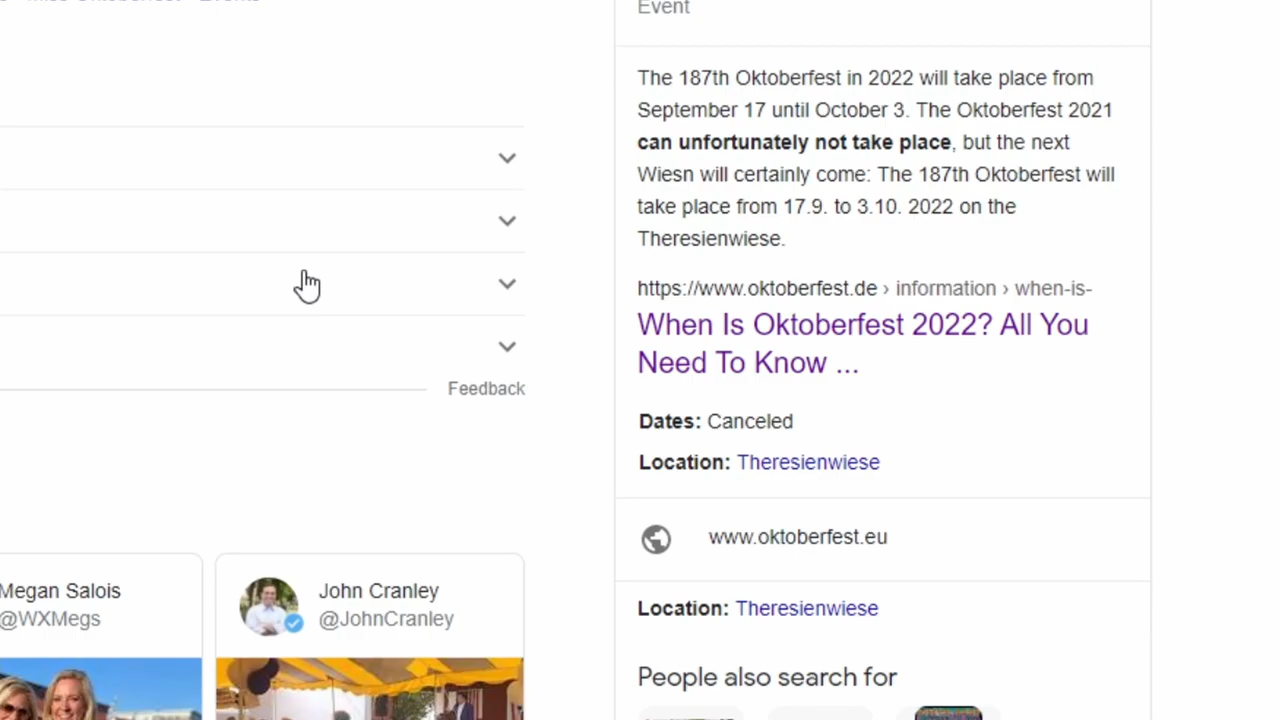 Event
The 187th Oktoberfest in 2022 will take place from
September 17 until October 3. The Oktoberfest 2021
can unfortunately not take place, but the next
Wiesn will certainly come: The 187th Oktoberfest will
take place from 17.9. to 3.10. 2022 on the
Theresienwiese.
https://www.oktoberfest.de › information › when-is-
When Is Oktoberfest 2022? All You
Need To Know ...
Feedback
Dates: Canceled
Location: Theresienwiese
www.oktoberfest.eu
Megan Salois
@WXMegs
John Cranley
@JohnCranley
Location: Theresienwiese
People also search for